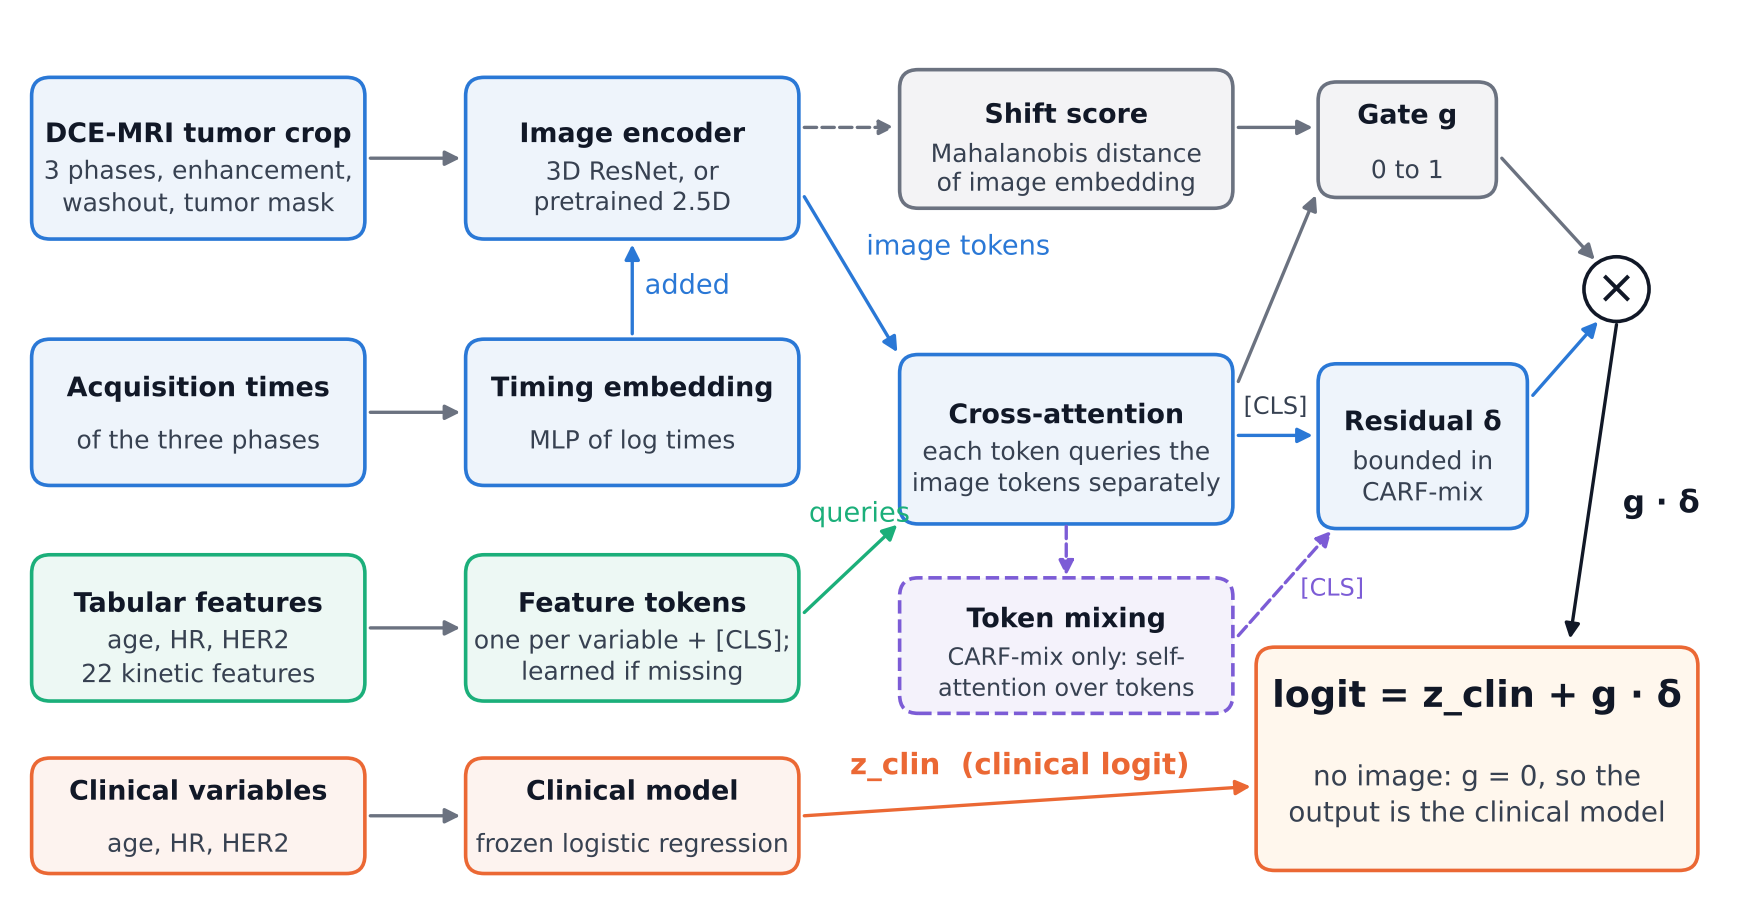 DCE-MRI tumor crop
3 phases, enhancement,
washout, tumor mask
Image encoder
3D ResNet, or
pretrained 2.5D
Shift score
Mahalanobis distance
of image embedding
Gate g
0 to 1
image tokens
added
×
Acquisition times
of the three phases
Timing embedding
MLP of log times
Cross-attention
each token queries the
image tokens separately
[CLS]
Residual δ
bounded in
CARF-mix
g · δ
queries
Tabular features
age, HR, HER2
22 kinetic features
Feature tokens
one per variable + [CLS];
learned if missing
Token mixing
CARF-mix only: self-
attention over tokens
[CLS]
logit = z_clin + g · δ
no image: g = 0, so the
output is the clinical model
Clinical variables
age, HR, HER2
Clinical model
frozen logistic regression
z_clin (clinical logit)